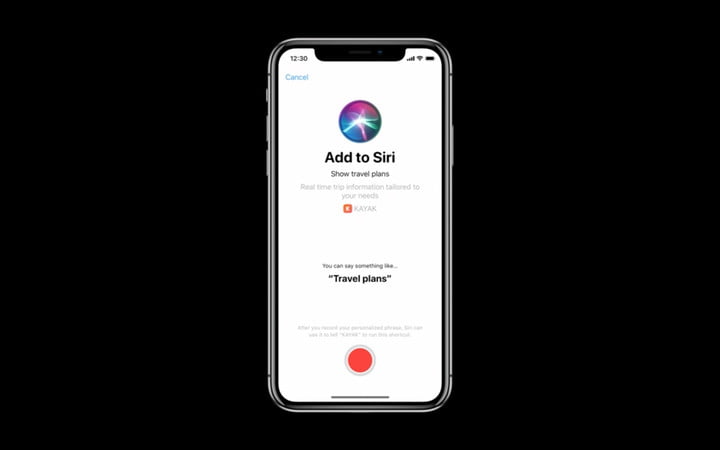 12:30
Cancel
Add to Siri
Show travel plans
Real time trip information tailored to
your needs
K KAYAK
You can say something like...
“Travel plans”
After you record your personalized phrase, Siri can
use it to tell “KAYAK” to run this shortcut.